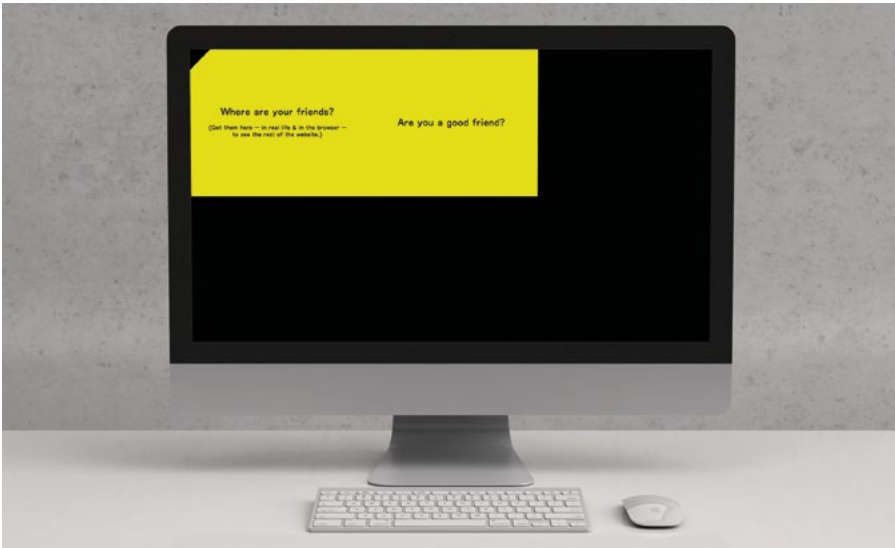 Where are your friends?
(Get them here — in real life & in the browser —
to see the rest of the website.)
Are you a good friend?